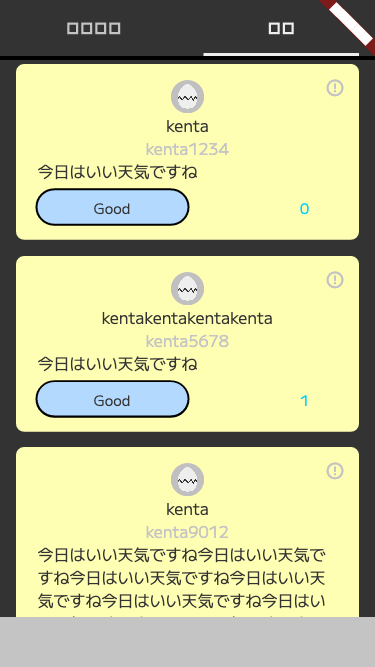 kenta
kenta1234
今日はいい天気ですね
Good 0
kentakentakentakenta
kenta5678
今日はいい天気ですね
Good 1
kenta
kenta9012
今日はいい天気ですね今日はいい天気で
すね今日はいい天気ですね今日はいい天
気ですね今日はいい天気ですね今日はい